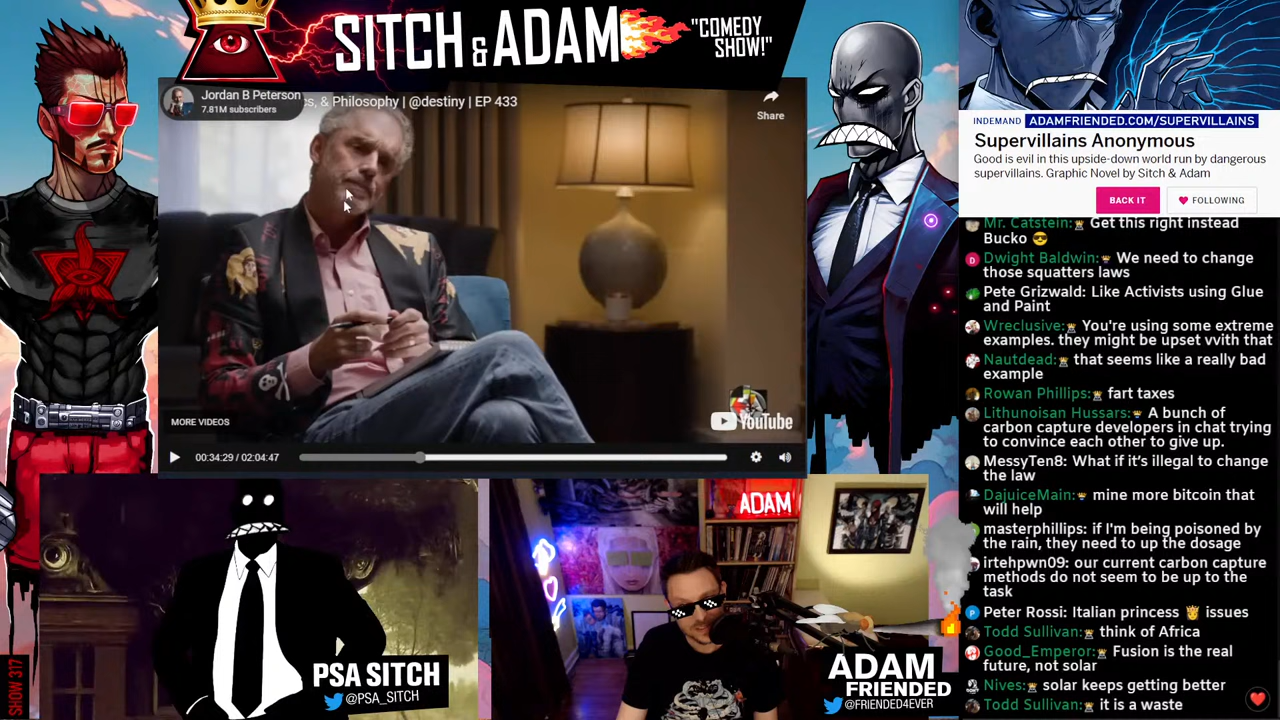 SITCH & ADAM
"COMEDY
SHOW!"
Jordan B Peterson
7.81M subscribers
cs, & Philosophy | @destiny | EP 433
Share
MORE VIDEOS
YouTube
00:34:29 / 02:04:47
INDEMAND ADAMFRIENDED.COM/SUPERVILLAINS
Supervillains Anonymous
Good is evil in this upside-down world run by dangerous
supervillains. Graphic Novel by Sitch & Adam
BACK IT
FOLLOWING
Mr. Catstein: Get this right instead
Bucko 😎
Dwight Baldwin: We need to change
those squatters laws
Pete Grizwald: Like Activists using Glue
and Paint
Wreclusive: You're using some extreme
examples. they might be upset vvith that
Nautdead: that seems like a really bad
example
Rowan Phillips: fart taxes
Lithunoisan Hussars: A bunch of
carbon capture developers in chat trying
to convince each other to give up.
MessyTen8: What if it's illegal to change
the law
DajuiceMain: mine more bitcoin that
will help
masterphillips: if I'm being poisoned by
the rain, they need to up the dosage
irtehpwn09: our current carbon capture
methods do not seem to be up to the
task
Peter Rossi: Italian princess 👸 issues
Todd Sullivan: think of Africa
Good_Emperor: Fusion is the real
future, not solar
Nives: solar keeps getting better
Todd Sullivan: it is a waste
SHOW 317
PSA SITCH
@PSA_SITCH
ADAM
ADAM
FRIENDED
@FRIENDED4EVER